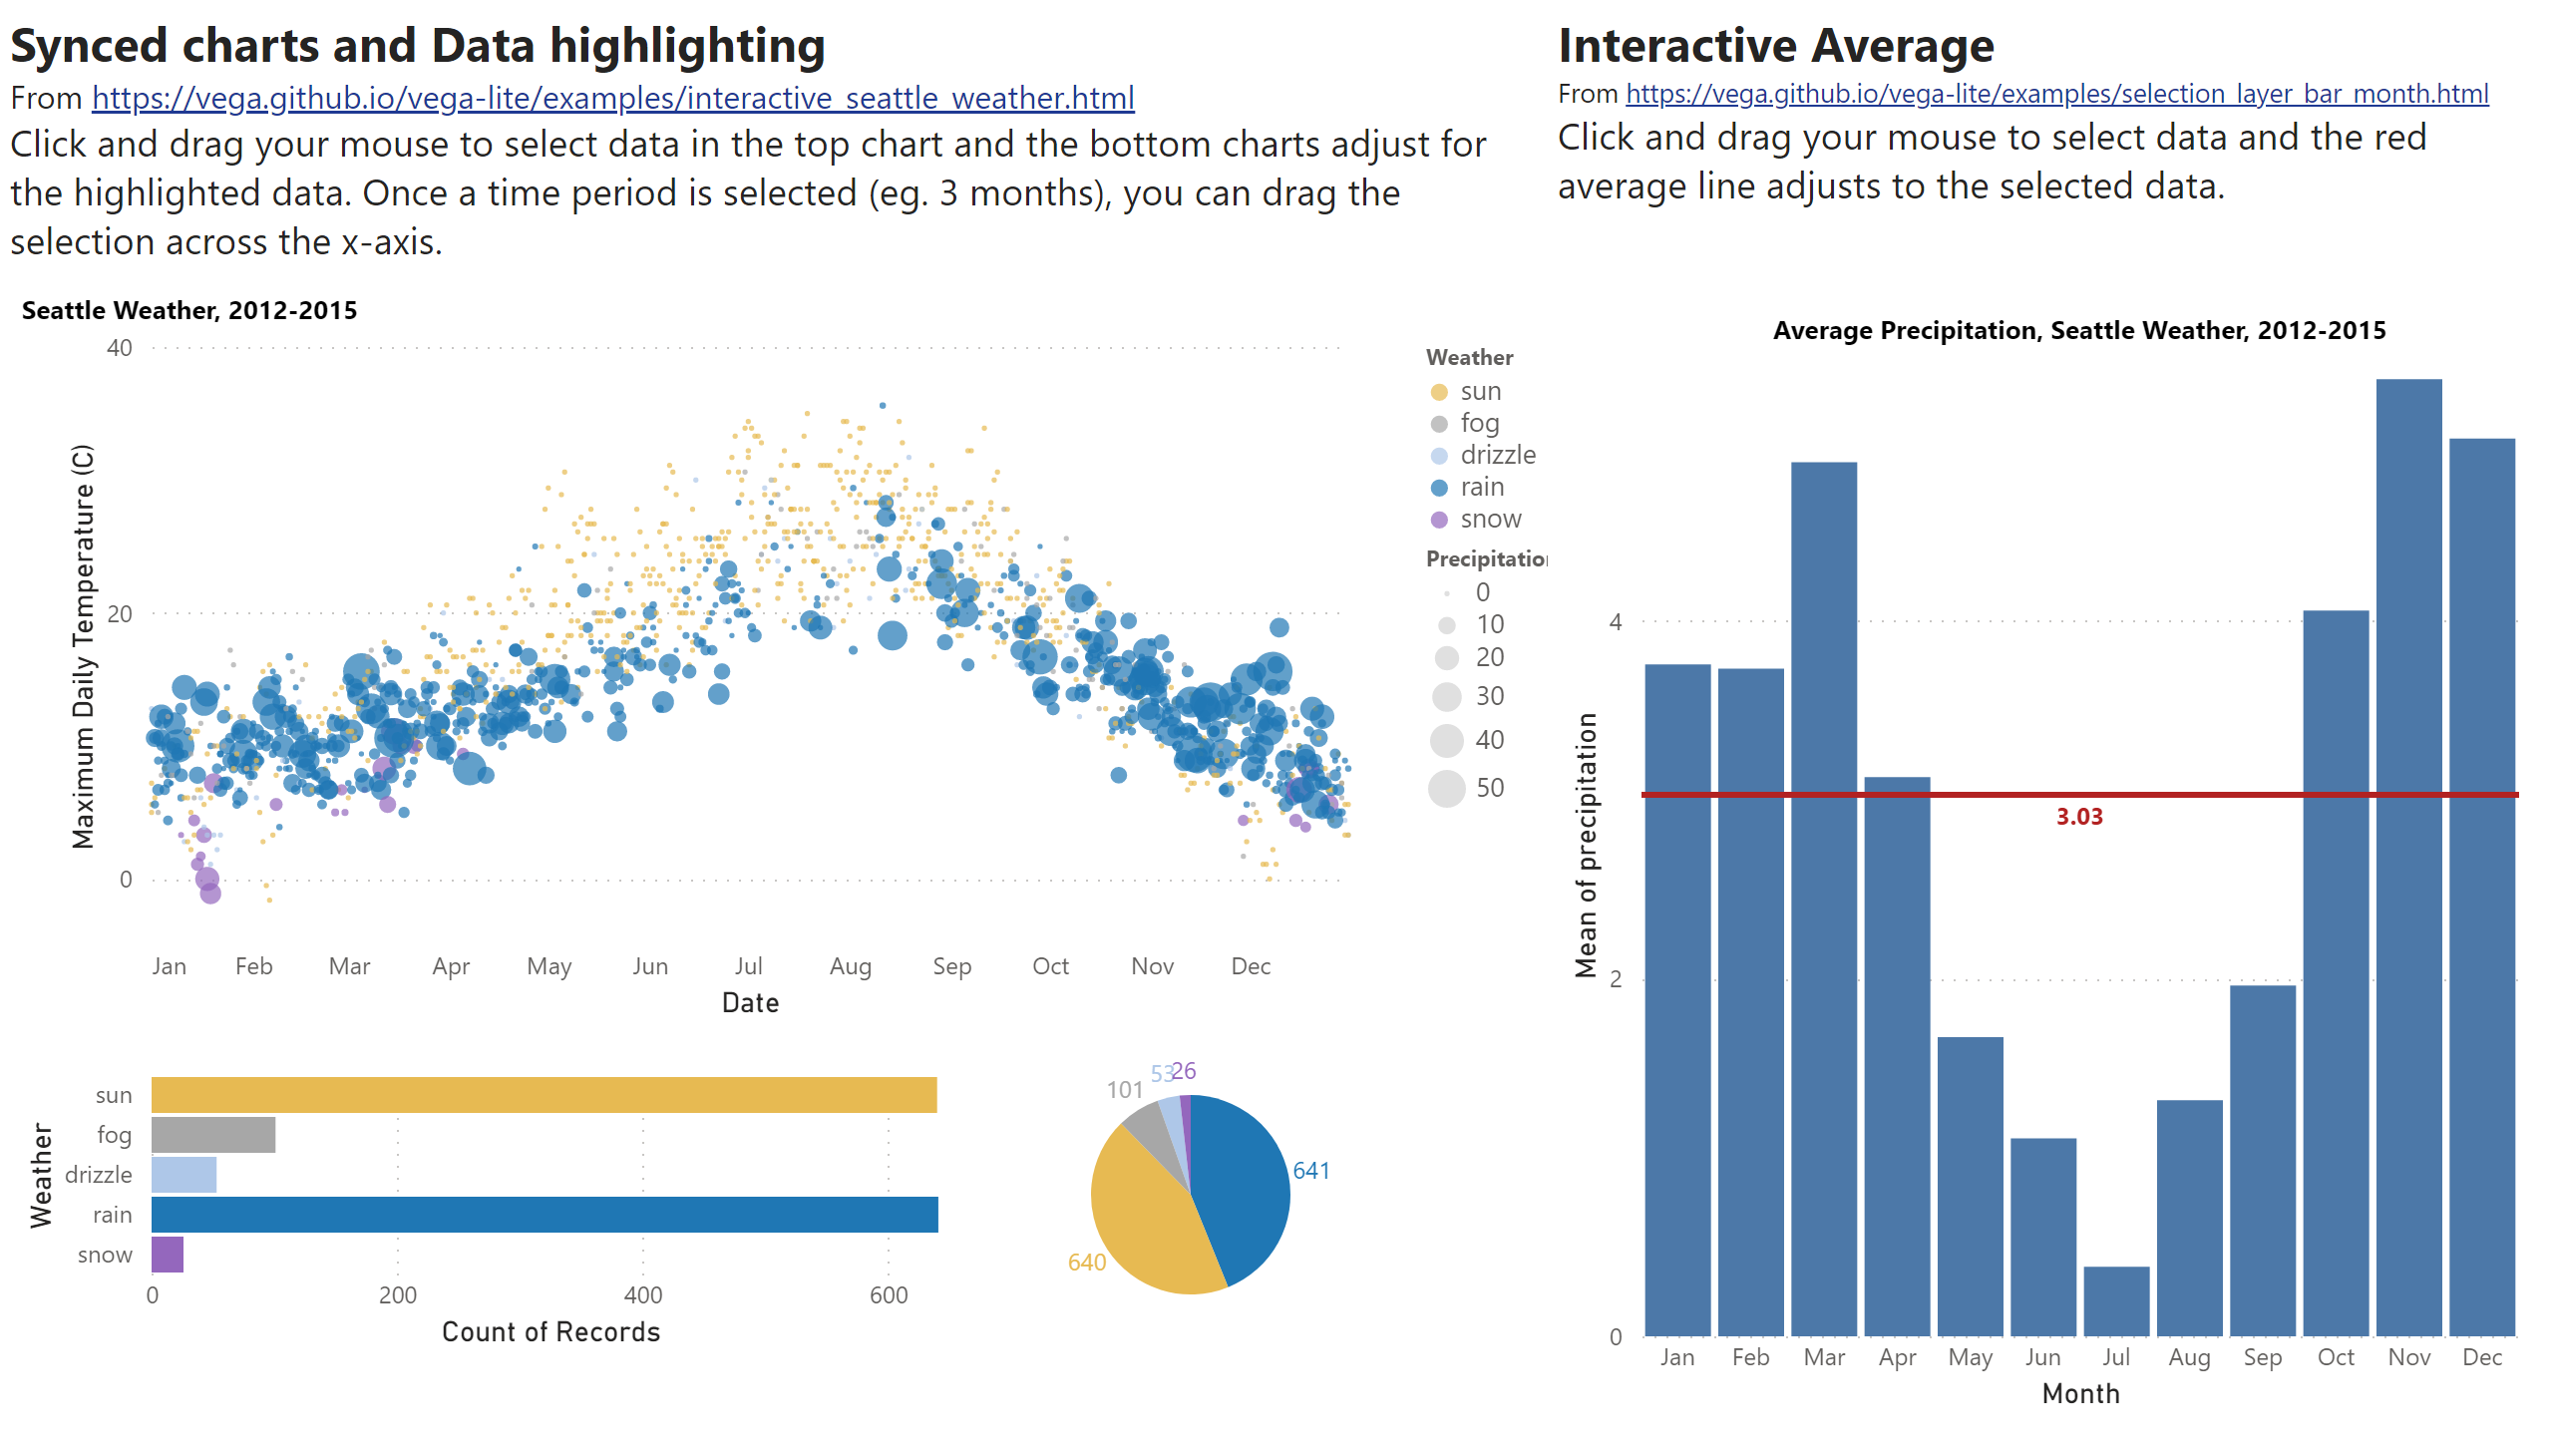 Synced charts and Data highlighting
From https://vega.github.io/vega-lite/examples/interactive_seattle_weather.html
Click and drag your mouse to select data in the top chart and the bottom charts adjust for
the highlighted data. Once a time period is selected (eg. 3 months), you can drag the
selection across the x-axis.
Seattle Weather, 2012-2015
40
20
0
Maximum Daily Temperature (C)
Jan Feb Mar Apr May Jun Jul Aug Sep Oct Nov Dec
Date
Weather
sun
fog
drizzle
rain
snow
Precipitation
0
10
20
30
40
50
Weather
sun
fog
drizzle
rain
snow
0 200 400 600
Count of Records
101
53
26
641
640
Interactive Average
From https://vega.github.io/vega-lite/examples/selection_layer_bar_month.html
Click and drag your mouse to select data and the red
average line adjusts to the selected data.
Average Precipitation, Seattle Weather, 2012-2015
Mean of precipitation
4
2
0
3.03
Jan Feb Mar Apr May Jun Jul Aug Sep Oct Nov Dec
Month